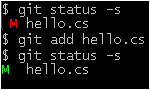 $ git status -s
 M hello.cs
$ git add hello.cs
$ git status -s
M  hello.cs